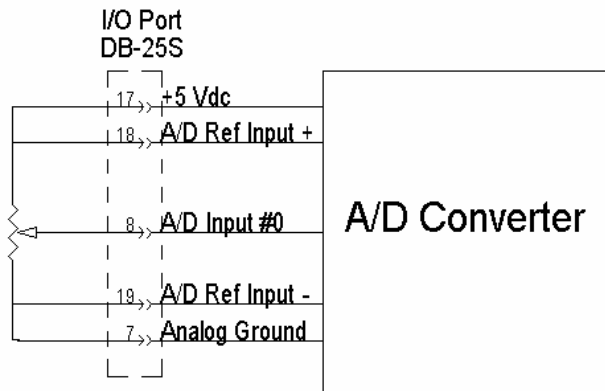 I/O Port
DB-25S
17 +5 Vdc
18 A/D Ref Input +
8 A/D Input #0
A/D Converter
19 A/D Ref Input -
7 Analog Ground